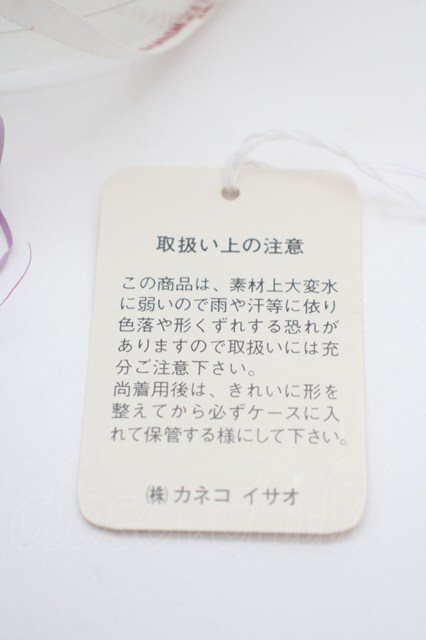 取扱い上の注意
この商品は、素材上大変水
に弱いので雨や汗等に依り
色落や形くずれする恐れが
ありますので取扱いには充
分ご注意下さい。
尚着用後は、きれいに形を
整えてから必ずケースに入
れて保管する様にして下さい。
㈱ カネコ イサオ